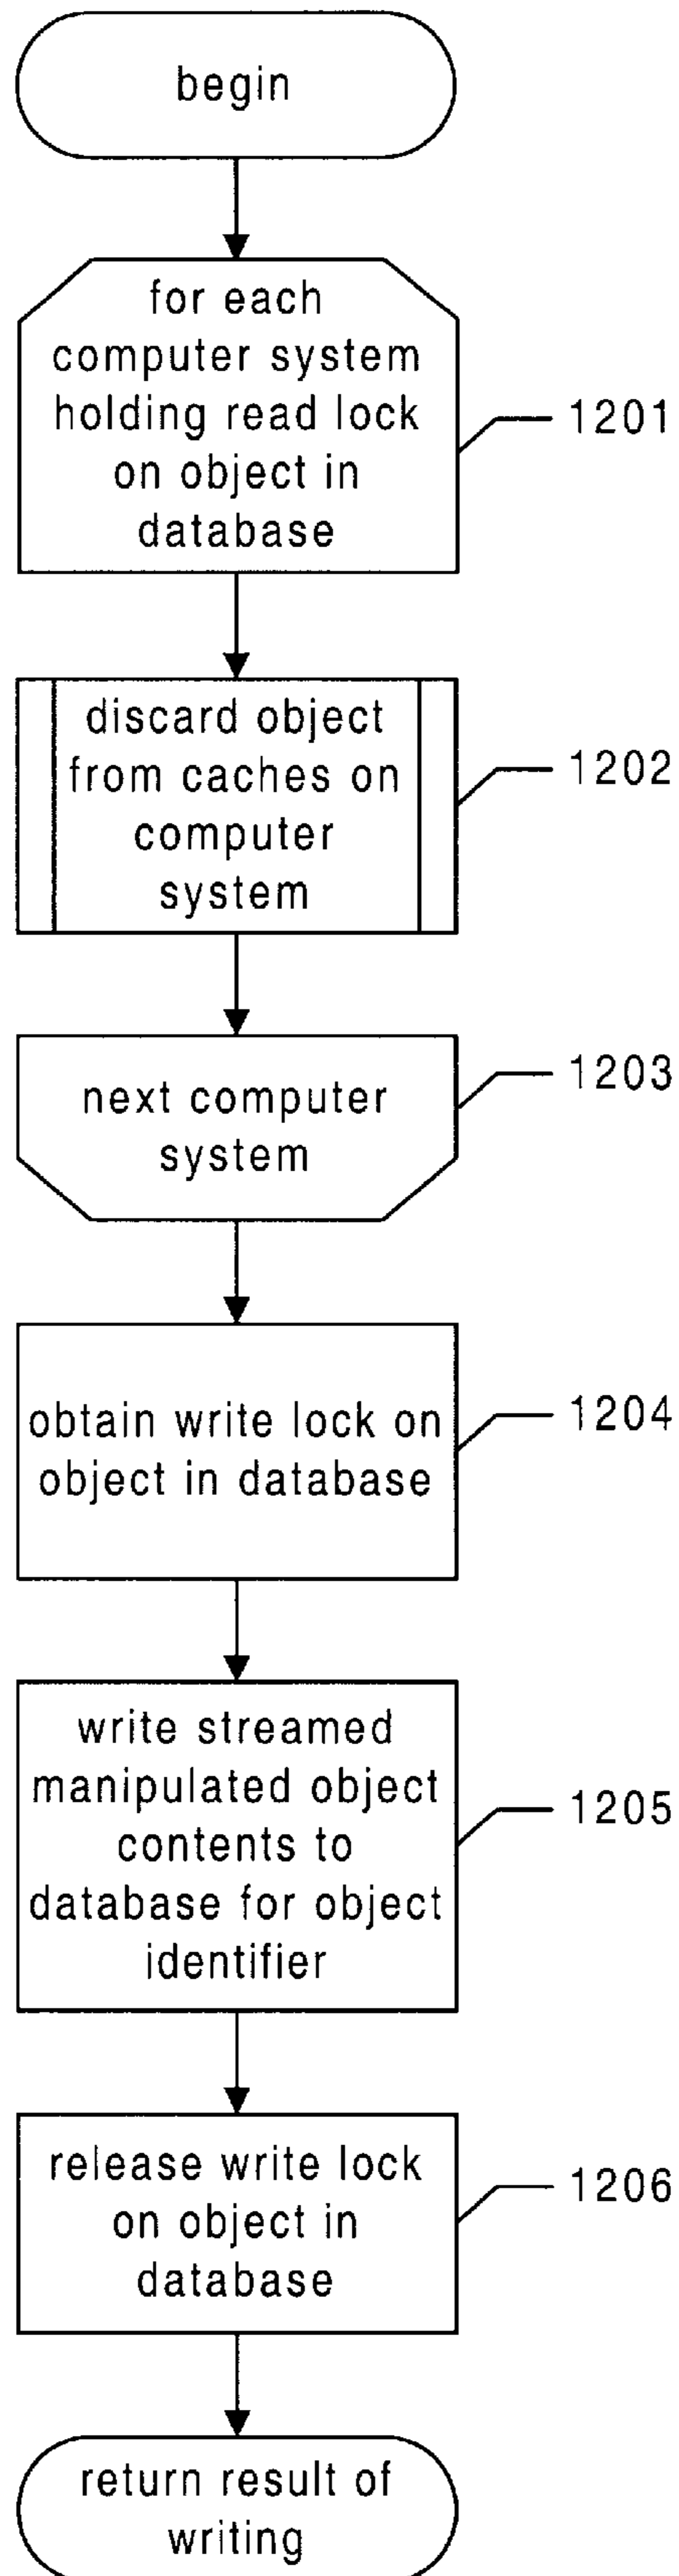 begin
for each
computer system
holding read lock
on object in
database
1201
discard object
from caches on
computer
system
1202
next computer
system
1203
obtain write lock on
object in database
1204
write streamed
manipulated object
contents to
database for object
identifier
1205
release write lock
on object in
database
1206
return result of
writing